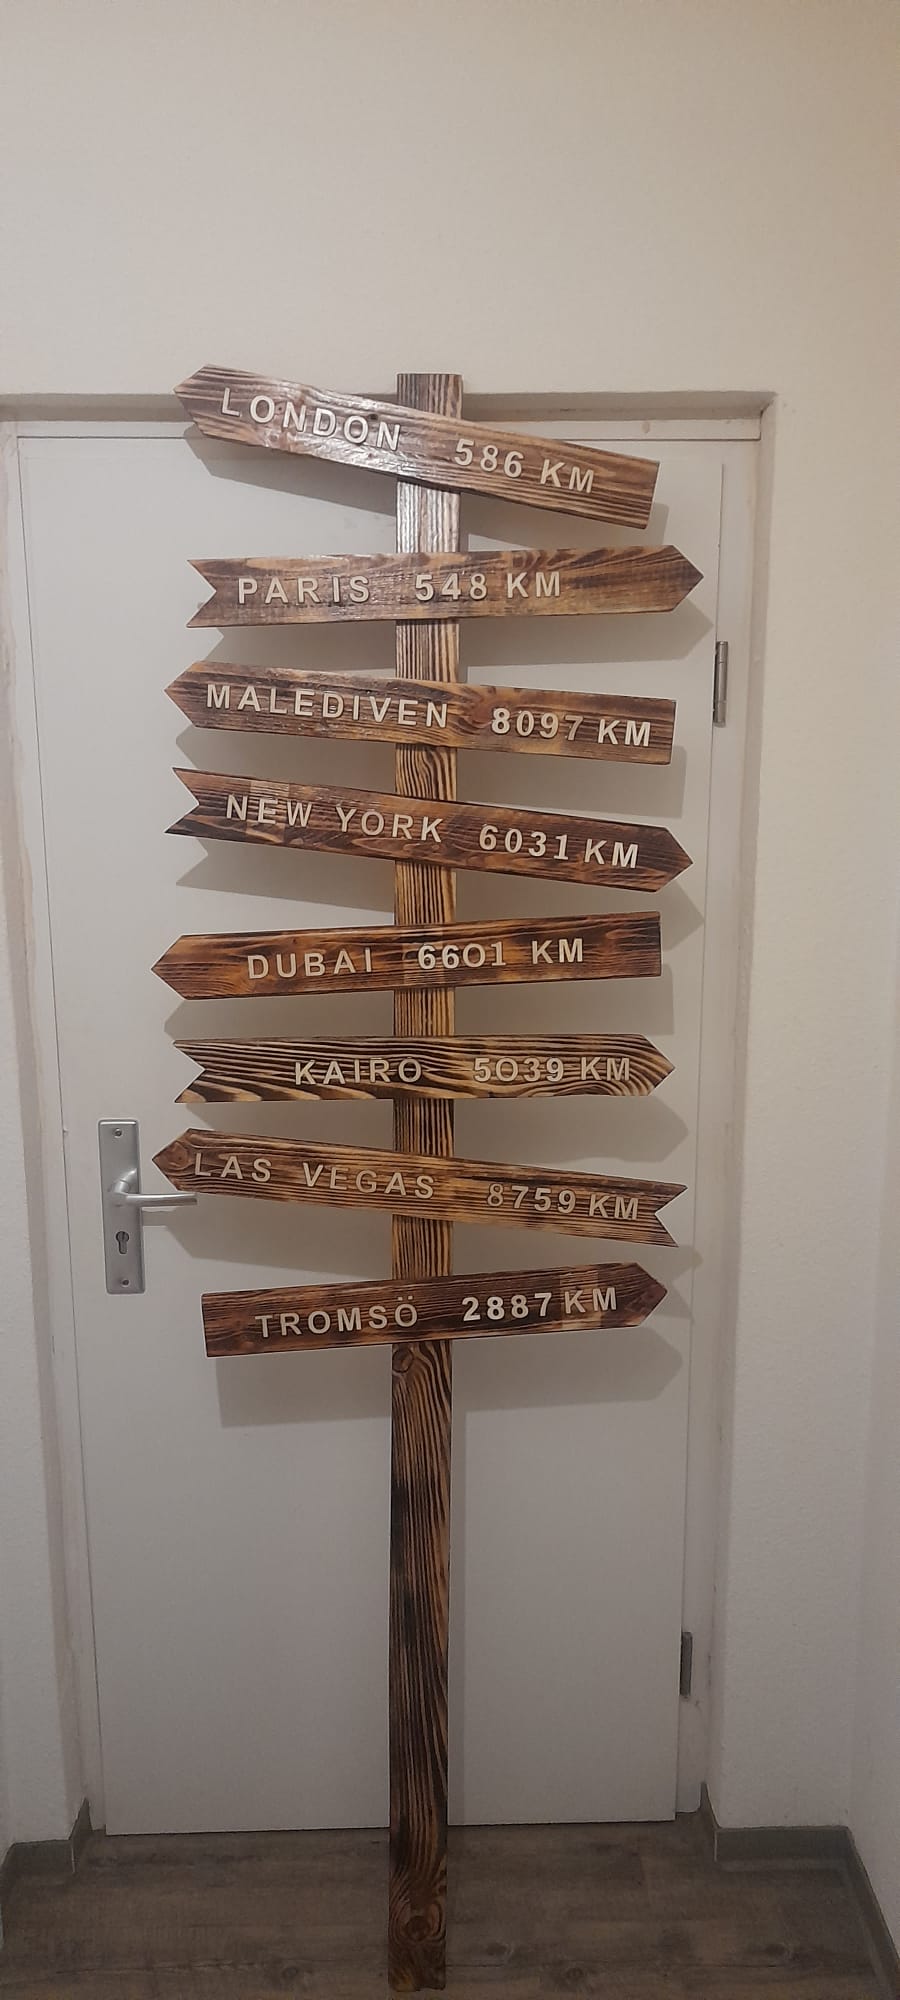 LONDON 586 KM
PARIS 548 KM
MALEDIVEN 8097 KM
NEW YORK 6031 KM
DUBAI 6601 KM
KAIRO 5039 KM
LAS VEGAS 8759 KM
TROMSÖ 2887 KM